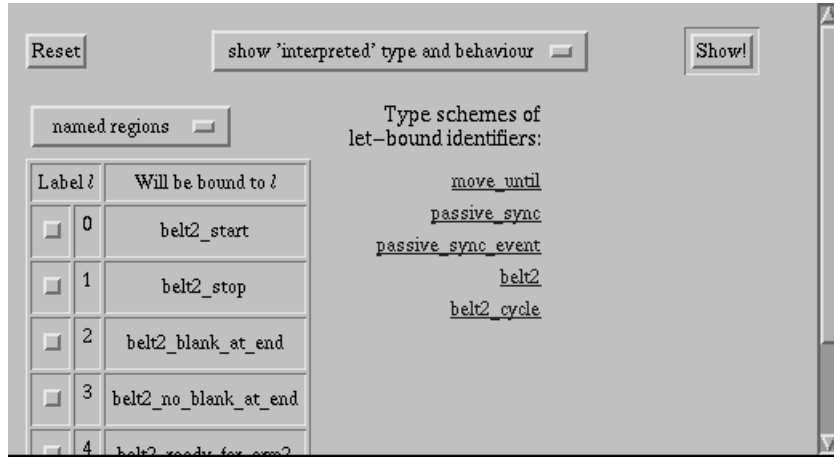 Reset
show 'interpreted' type and behaviour
Show!
named regions
Type schemes of
let–bound identifiers:
Label l
Will be bound to l
0
belt2_start
1
belt2_stop
2
belt2_blank_at_end
3
belt2_no_blank_at_end
4
belt2_ready_for_arm2
move_until
passive_sync
passive_sync_event
belt2
belt2_cycle